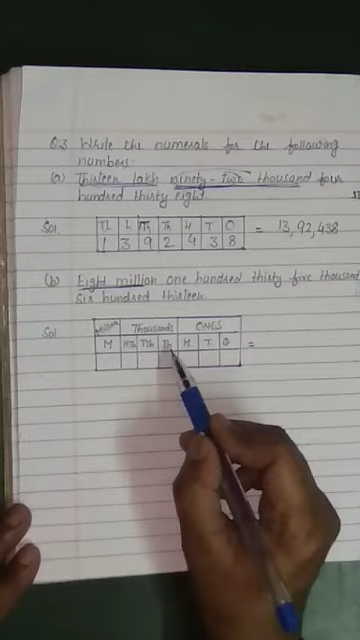 Q.3 Write the numerals for the following
numbers.
(a) Thirteen lakh ninety-two thousand four
hundred thirty eight.
Sol. TL L TTh Th H T O
1 3 9 2 4 3 8 = 13,92,438
(b) Eight million one hundred thirty-five thousand
six hundred thirteen.
Sol Million Thousands ONES
M HTh TTh Th H T O =